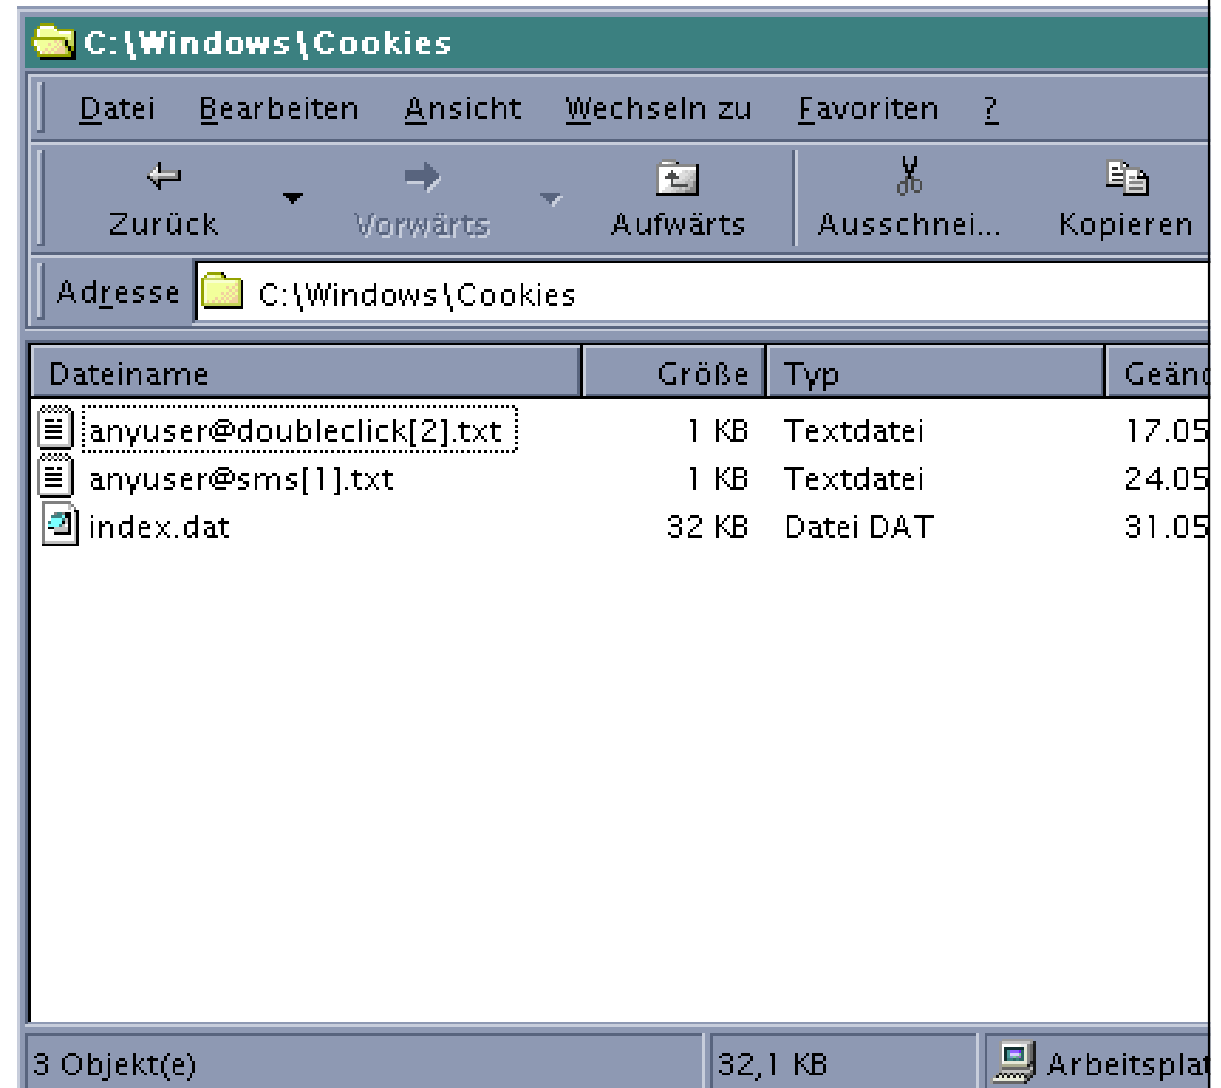 C:\Windows\Cookies
Datei Bearbeiten Ansicht Wechseln zu Favoriten ?
Zurück Vorwärts Aufwärts Ausschnei... Kopieren
Adresse C:\Windows\Cookies
Dateiname Größe Typ Geänd
anyuser@doubleclick[2].txt 1 KB Textdatei 17.05
anyuser@sms[1].txt 1 KB Textdatei 24.05
index.dat 32 KB Datei DAT 31.05
3 Objekt(e) 32,1 KB Arbeitsplat